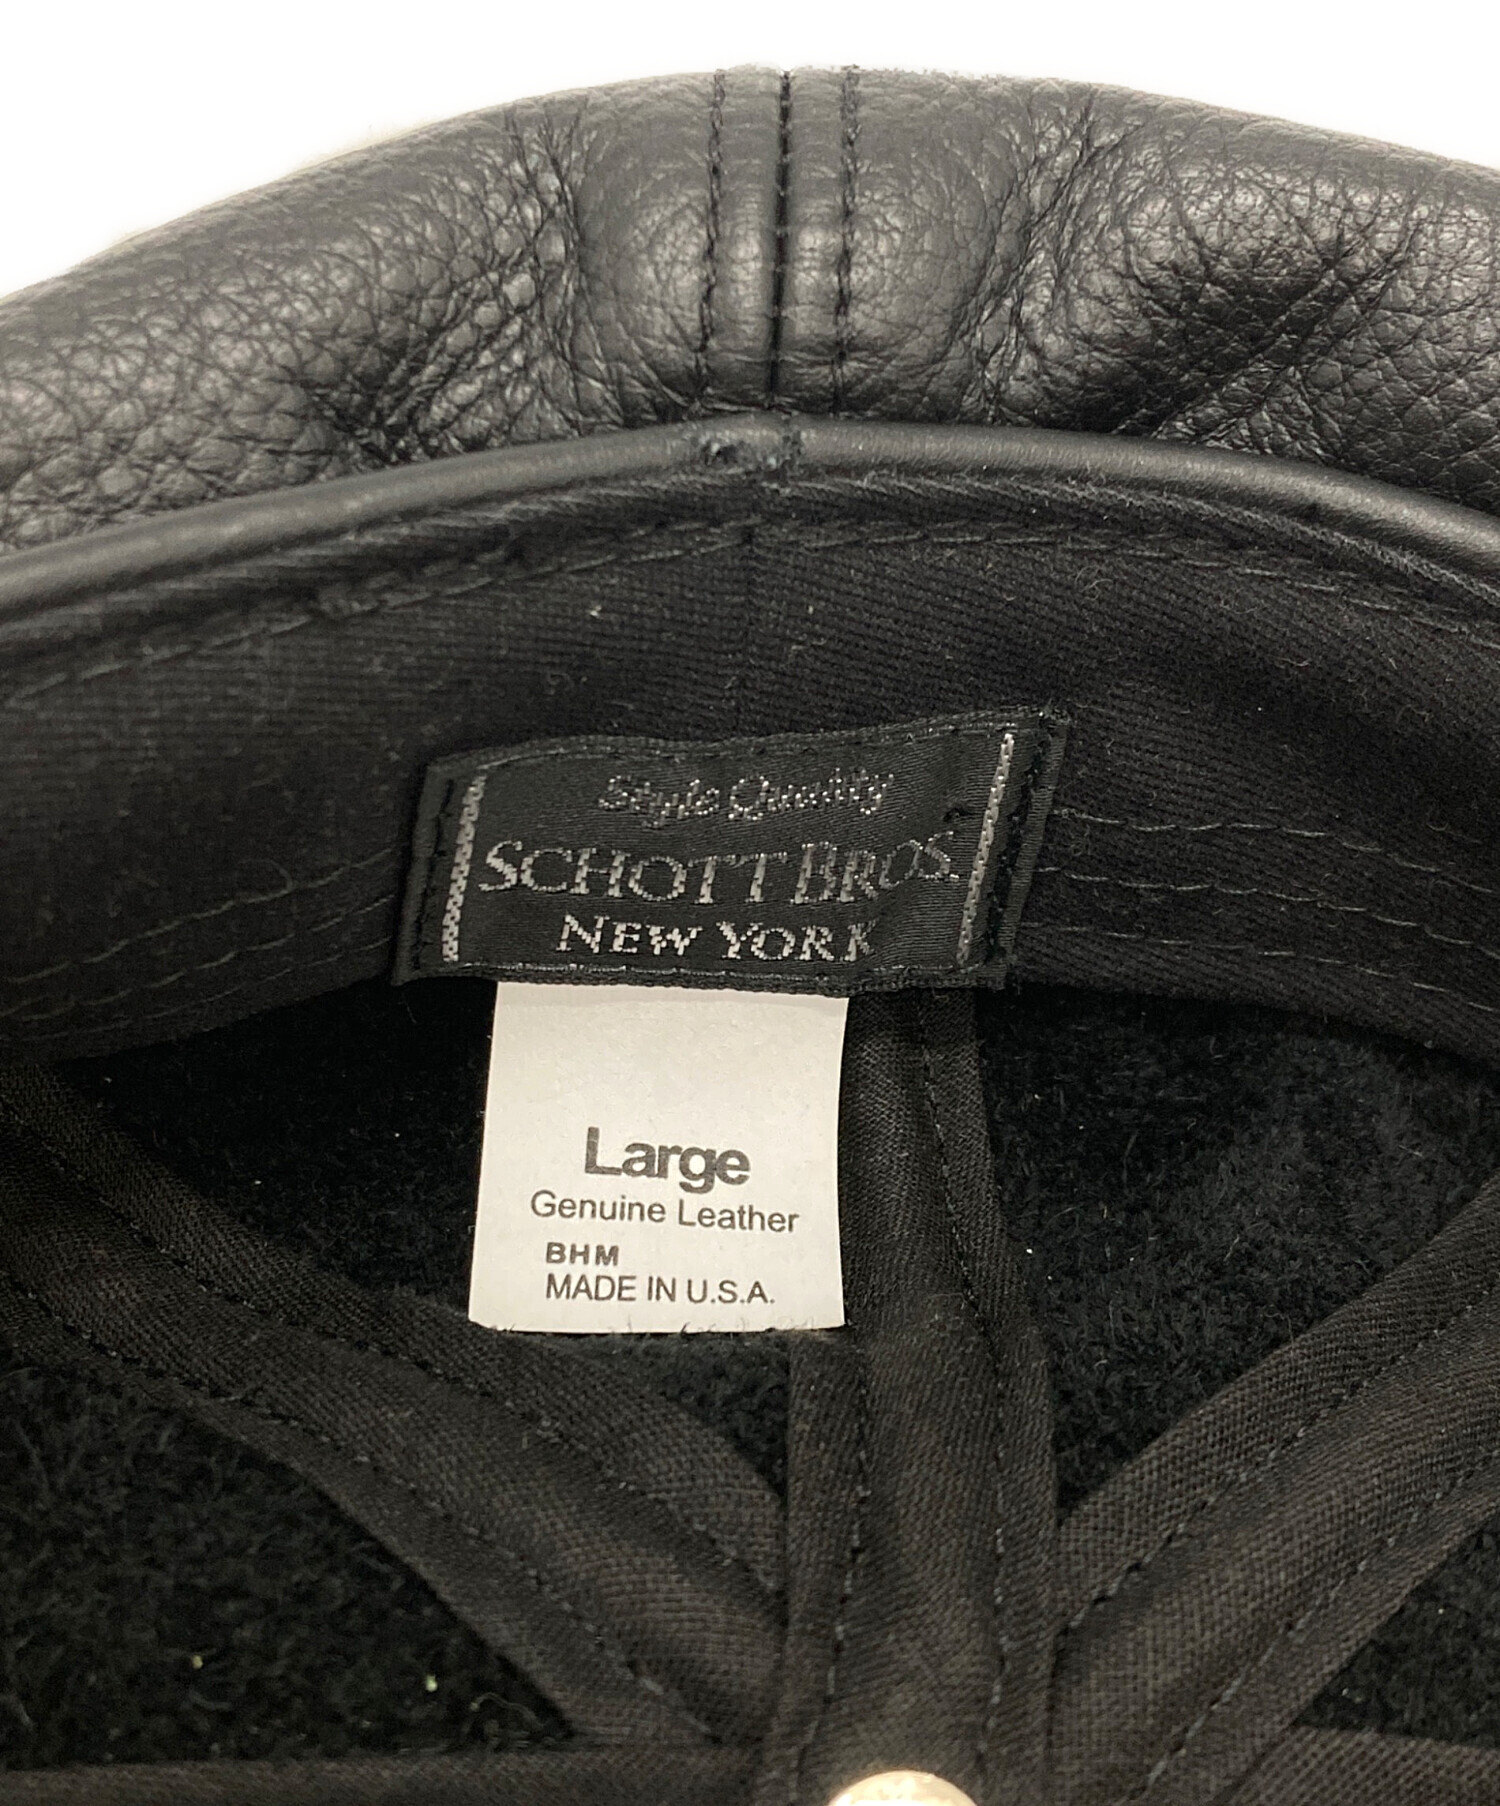 Style Quality
SCHOTT BROS.
NEW YORK
Large
Genuine Leather
BHM
MADE IN U.S.A.